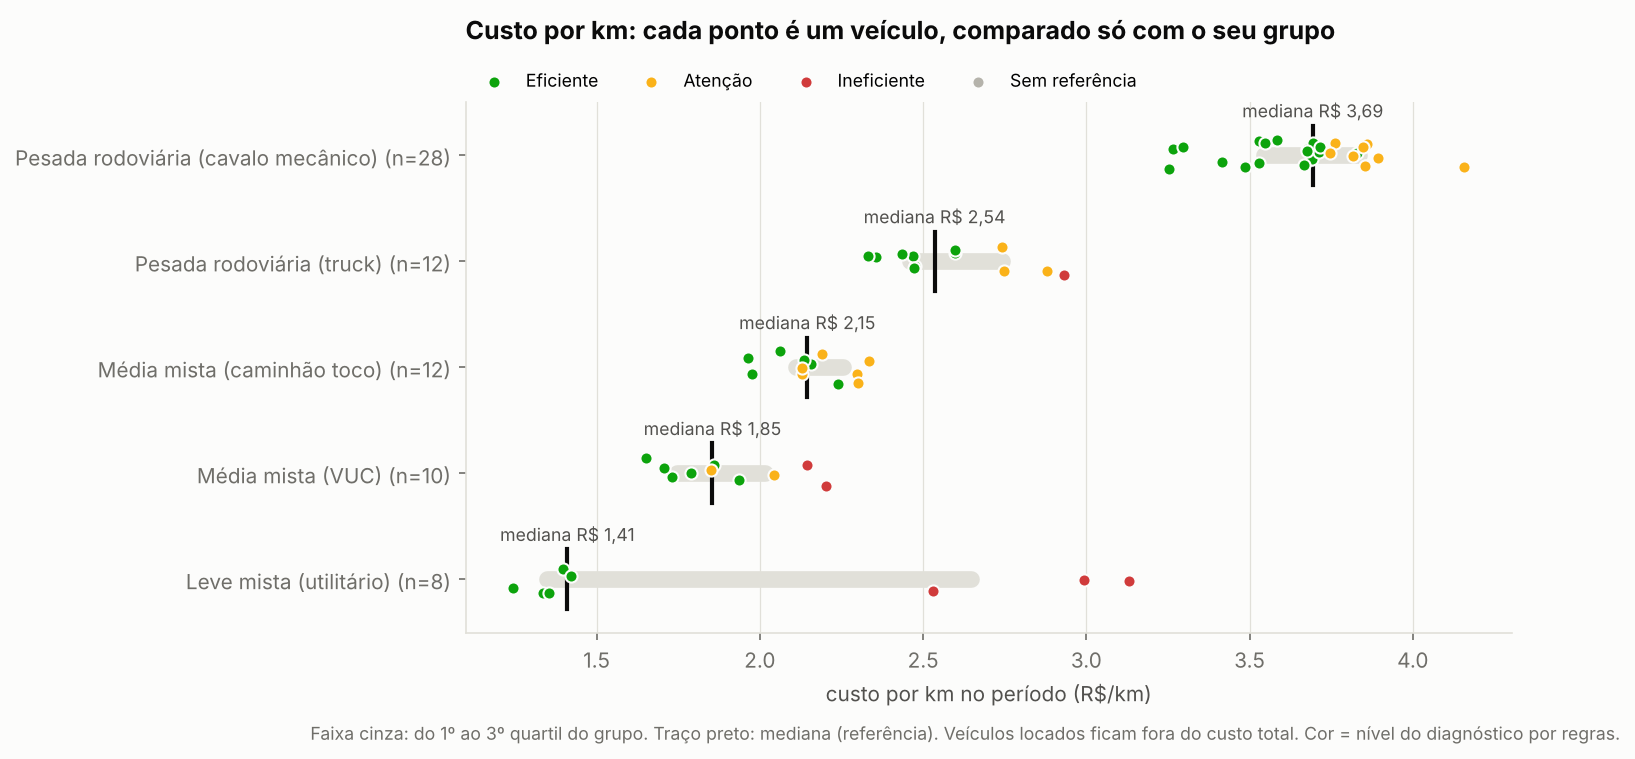 Custo por km: cada ponto é um veículo, comparado só com o seu grupo
Eficiente
Atenção
Ineficiente
Sem referência
mediana R$ 3,69
Pesada rodoviária (cavalo mecânico) (n=28)
mediana R$ 2,54
Pesada rodoviária (truck) (n=12)
mediana R$ 2,15
Média mista (caminhão toco) (n=12)
mediana R$ 1,85
Média mista (VUC) (n=10)
mediana R$ 1,41
Leve mista (utilitário) (n=8)
1.5
2.0
2.5
3.0
3.5
4.0
custo por km no período (R$/km)
Faixa cinza: do 1º ao 3º quartil do grupo. Traço preto: mediana (referência). Veículos locados ficam fora do custo total. Cor = nível do diagnóstico por regras.